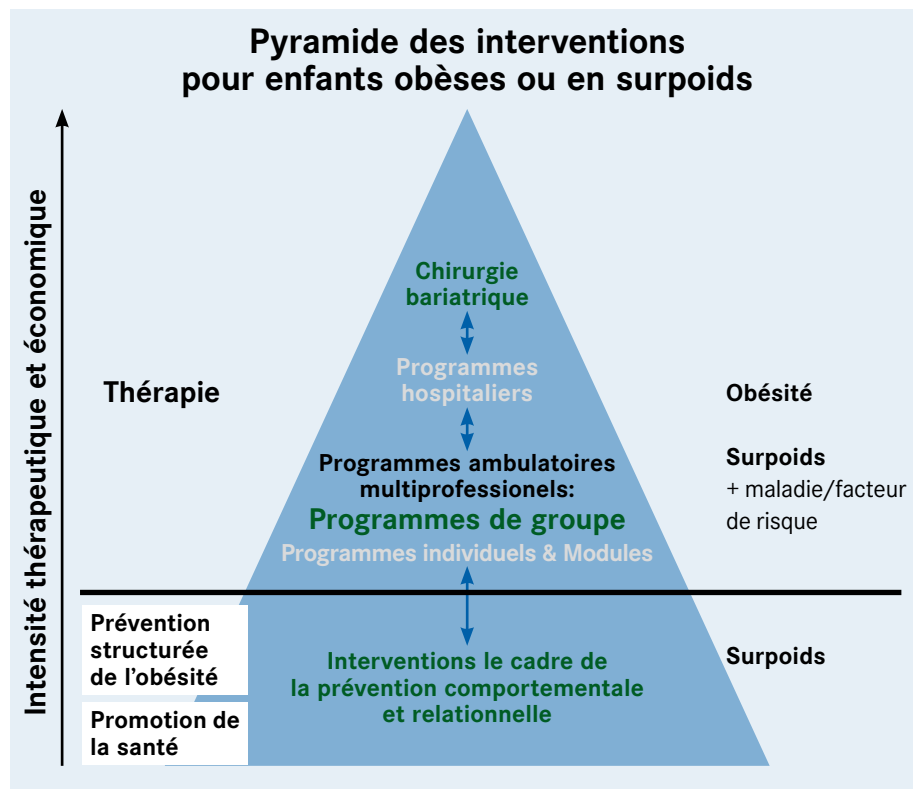 Pyramide des interventions
pour enfants obèses ou en surpoids
Intensité thérapeutique et économique
Chirurgie
bariatrique
Programmes
hospitaliers
Thérapie
Obésité
Programmes ambulatoires
multiprofessionels:
Programmes de groupe
Programmes individuels & Modules
Surpoids
+ maladie/facteur
de risque
Prévention
structurée
de l'obésité
Promotion de
la santé
Interventions le cadre de
la prévention comportementale
et relationnelle
Surpoids